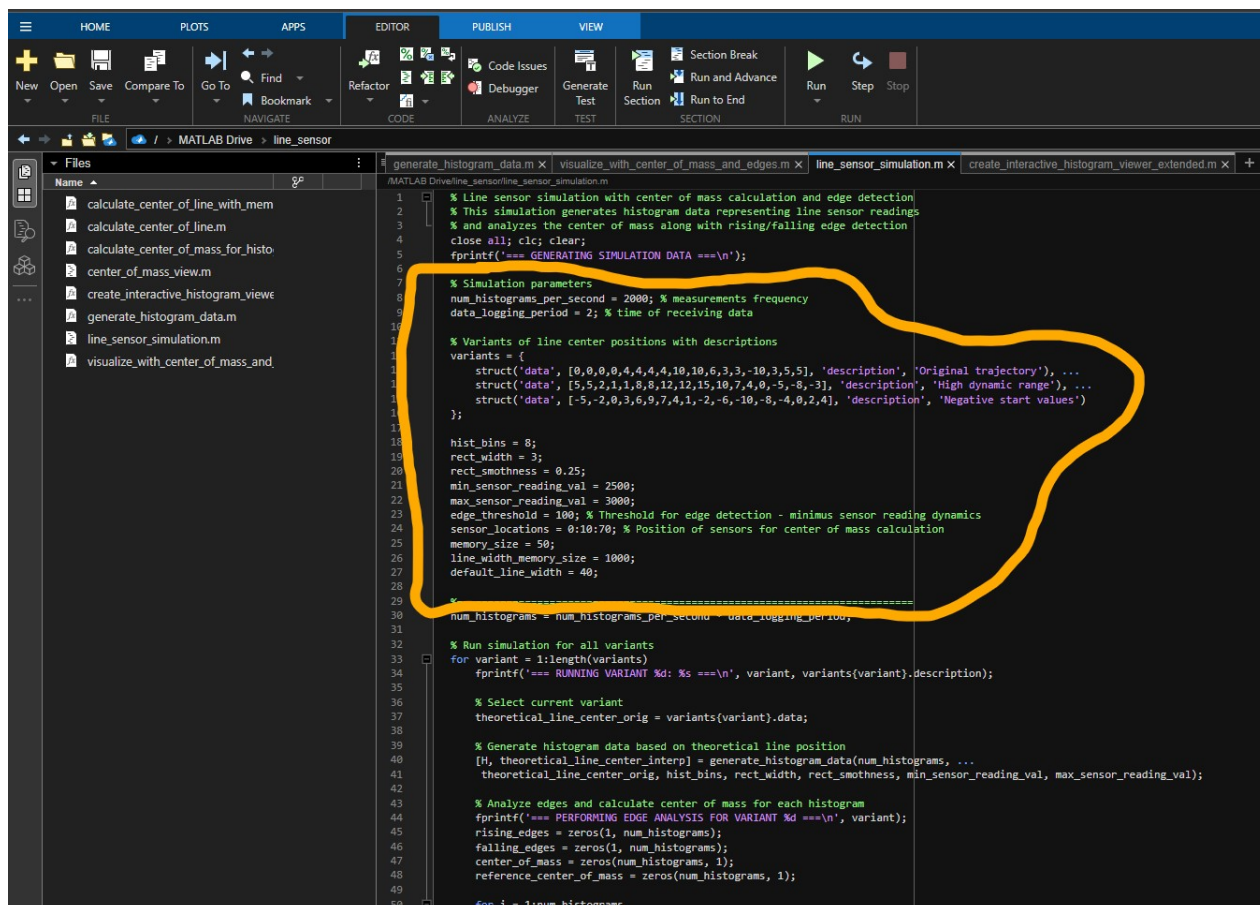 HOME PLOTS APPS EDITOR PUBLISH VIEW
New Open Save Compare To Go To Find Bookmark Refactor Code Issues Debugger Generate Test Run Section Section Break Run and Advance Run to End Run Step Stop
FILE NAVIGATE CODE ANALYZE TEST SECTION RUN
/ > MATLAB Drive > line_sensor
Files
Name
calculate_center_of_line_with_mem
calculate_center_of_line.m
calculate_center_of_mass_for_histo
center_of_mass_view.m
create_interactive_histogram_viewe
generate_histogram_data.m
line_sensor_simulation.m
visualize_with_center_of_mass_and_
generate_histogram_data.m visualize_with_center_of_mass_and_edges.m line_sensor_simulation.m create_interactive_histogram_viewer_extended.m
/MATLAB Drive/line_sensor/line_sensor_simulation.m
1 % Line sensor simulation with center of mass calculation and edge detection
2 % This simulation generates histogram data representing line sensor readings
3 % and analyzes the center of mass along with rising/falling edge detection
4 close all; clc; clear;
5 fprintf('=== GENERATING SIMULATION DATA ===\n');
6
7 % Simulation parameters
8 num_histograms_per_second = 2000; % measurements frequency
9 data_logging_period = 2; % time of receiving data
10
% Variants of line center positions with descriptions
variants = {
struct('data', [0,0,0,0,4,4,4,4,10,10,6,3,3,-10,3,5,5], 'description', 'Original trajectory'), ...
struct('data', [5,5,2,1,1,8,8,12,12,15,10,7,4,0,-5,-8,-3], 'description', 'High dynamic range'), ...
struct('data', [-5,-2,0,3,6,9,7,4,1,-2,-6,-10,-8,-4,0,2,4], 'description', 'Negative start values')
};
17
18 hist_bins = 8;
19 rect_width = 3;
20 rect_smothness = 0.25;
21 min_sensor_reading_val = 2500;
22 max_sensor_reading_val = 3000;
23 edge_threshold = 100; % Threshold for edge detection - minimus sensor reading dynamics
24 sensor_locations = 0:10:70; % Position of sensors for center of mass calculation
25 memory_size = 50;
26 line_width_memory_size = 1000;
27 default_line_width = 40;
28
29 %
30 num_histograms = num_histograms_per_second * data_logging_period;
31
32 % Run simulation for all variants
33 for variant = 1:length(variants)
34 fprintf('=== RUNNING VARIANT %d: %s ===\n', variant, variants{variant}.description);
35
36 % Select current variant
37 theoretical_line_center_orig = variants{variant}.data;
38
39 % Generate histogram data based on theoretical line position
40 [H, theoretical_line_center_interp] = generate_histogram_data(num_histograms, ...
41 theoretical_line_center_orig, hist_bins, rect_width, rect_smothness, min_sensor_reading_val, max_sensor_reading_val);
42
43 % Analyze edges and calculate center of mass for each histogram
44 fprintf('=== PERFORMING EDGE ANALYSIS FOR VARIANT %d ===\n', variant);
45 rising_edges = zeros(1, num_histograms);
46 falling_edges = zeros(1, num_histograms);
47 center_of_mass = zeros(num_histograms, 1);
48 reference_center_of_mass = zeros(num_histograms, 1);
49
50 for i = 1:num_histograms